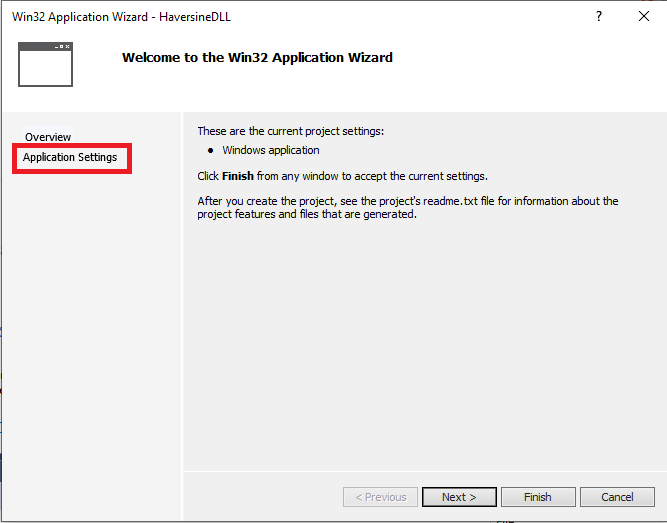 Win32 Application Wizard - HaversineDLL
?
Welcome to the Win32 Application Wizard
Overview
Application Settings
These are the current project settings:
• Windows application
Click Finish from any window to accept the current settings.
After you create the project, see the project's readme.txt file for information about the
project features and files that are generated.
< Previous
Next >
Finish
Cancel